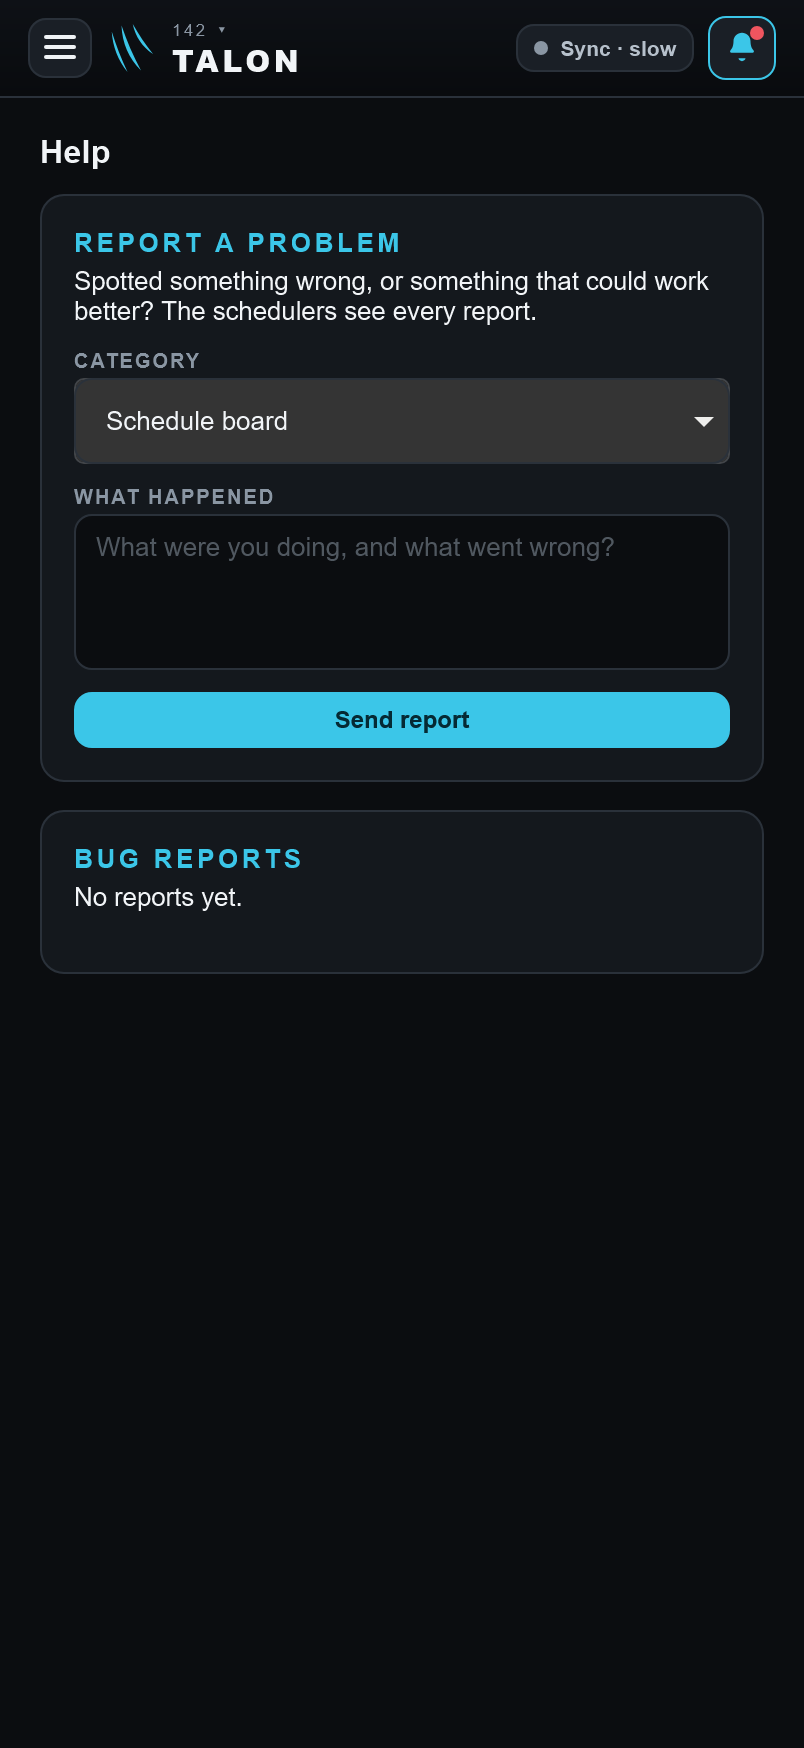 142 ▾
TALON
Sync · slow
Help
REPORT A PROBLEM
Spotted something wrong, or something that could work
better? The schedulers see every report.
CATEGORY
Schedule board
WHAT HAPPENED
What were you doing, and what went wrong?
Send report
BUG REPORTS
No reports yet.